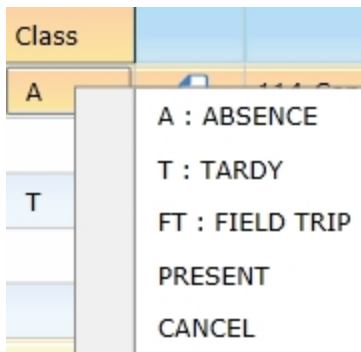 Class
A
A : ABSENCE
T : TARDY
T
FT : FIELD TRIP
PRESENT
CANCEL